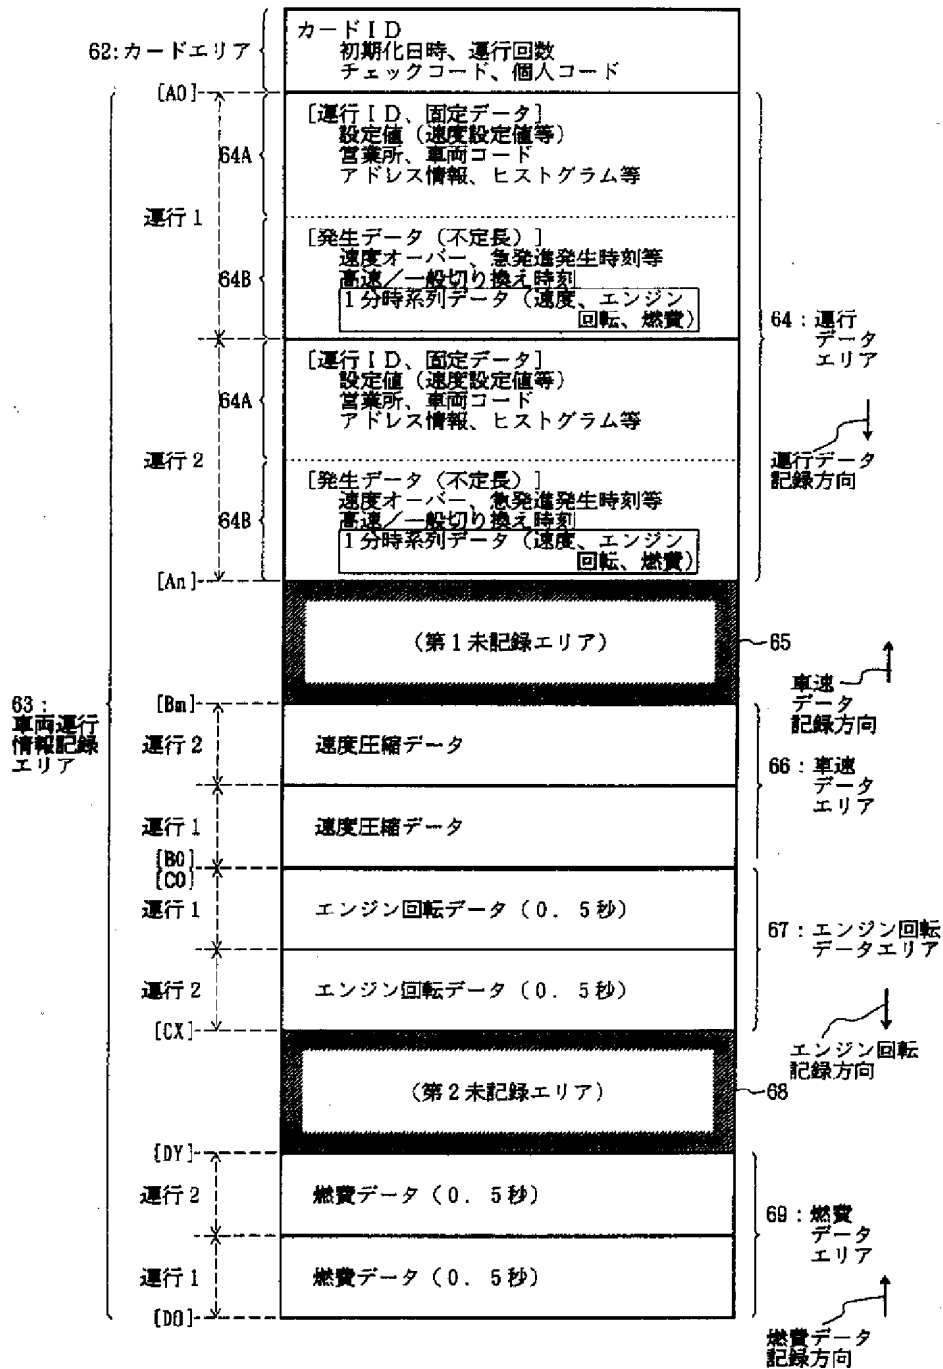 カードID
初期化日時、運行回数
チェックコード、個人コード
62:カードエリア
[A0]
[運行ID、固定データ]
設定値(速度設定値等)
営業所、車両コード
アドレス情報、ヒストグラム等
64A
運行1
[発生データ(不定長)]
速度オーバー、急発進発生時刻等
高速/一般切り換え時刻
1分時系列データ(速度、エンジン
回転、燃費)
64B
64:運行
データ
エリア
[運行ID、固定データ]
設定値(速度設定値等)
営業所、車両コード
アドレス情報、ヒストグラム等
64A
運行2
運行データ
記録方向
[発生データ(不定長)]
速度オーバー、急発進発生時刻等
高速/一般切り換え時刻
1分時系列データ(速度、エンジン
回転、燃費)
64B
[An]
(第1未記録エリア)
65
車速
データ
記録方向
63:
車両運行
情報記録
エリア
[Bm]
運行2
速度圧縮データ
66:車速
データ
エリア
運行1
速度圧縮データ
[B0]
[C0]
運行1
エンジン回転データ(0.5秒)
67:エンジン回転
データエリア
運行2
エンジン回転データ(0.5秒)
[CX]
エンジン回転
記録方向
(第2未記録エリア)
68
[DY]
運行2
燃費データ(0.5秒)
69:燃費
データ
エリア
運行1
燃費データ(0.5秒)
[D0]
燃費データ
記録方向